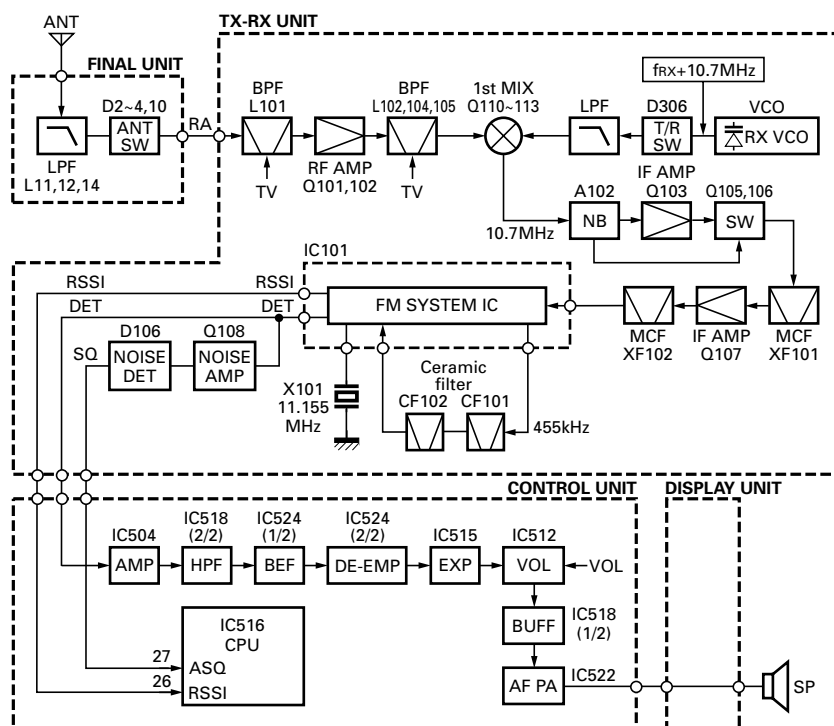 ANT
TX-RX UNIT
FINAL UNIT
D2~4,10
ANT
SW
LPF
L11,12,14
RA
BPF
L101
TV
RF AMP
Q101,102
BPF
L102,104,105
TV
1st MIX
Q110~113
LPF
D306
T/R
SW
fRX+10.7MHz
VCO
RX VCO
10.7MHz
A102
NB
IF AMP
Q103
Q105,106
SW
IC101
RSSI
RSSI
DET
DET
FM SYSTEM IC
MCF
XF102
IF AMP
Q107
MCF
XF101
SQ
D106
NOISE
DET
Q108
NOISE
AMP
X101
11.155
MHz
Ceramic
filter
CF102
CF101
455kHz
CONTROL UNIT
DISPLAY UNIT
IC504
AMP
IC518
(2/2)
HPF
IC524
(1/2)
BEF
IC524
(2/2)
DE-EMP
IC515
EXP
IC512
VOL
VOL
BUFF
IC518
(1/2)
AF PA
IC522
SP
IC516
CPU
27
ASQ
26
RSSI